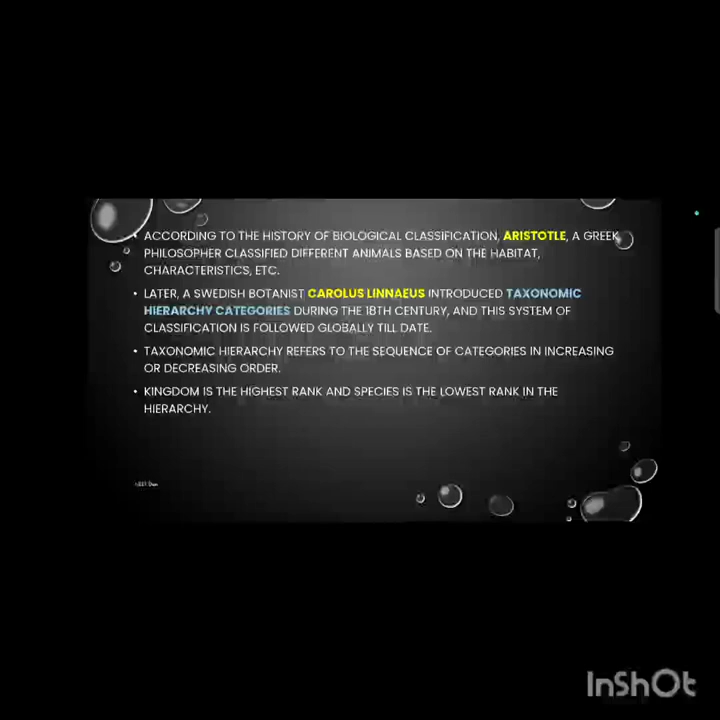 • ACCORDING TO THE HISTORY OF BIOLOGICAL CLASSIFICATION, ARISTOTLE, A GREEK
PHILOSOPHER CLASSIFIED DIFFERENT ANIMALS BASED ON THE HABITAT,
CHARACTERISTICS, ETC.
• LATER, A SWEDISH BOTANIST CAROLUS LINNAEUS INTRODUCED TAXONOMIC
HIERARCHY CATEGORIES DURING THE 18TH CENTURY, AND THIS SYSTEM OF
CLASSIFICATION IS FOLLOWED GLOBALLY TILL DATE.
• TAXONOMIC HIERARCHY REFERS TO THE SEQUENCE OF CATEGORIES IN INCREASING
OR DECREASING ORDER.
• KINGDOM IS THE HIGHEST RANK AND SPECIES IS THE LOWEST RANK IN THE
HIERARCHY.
InShOt